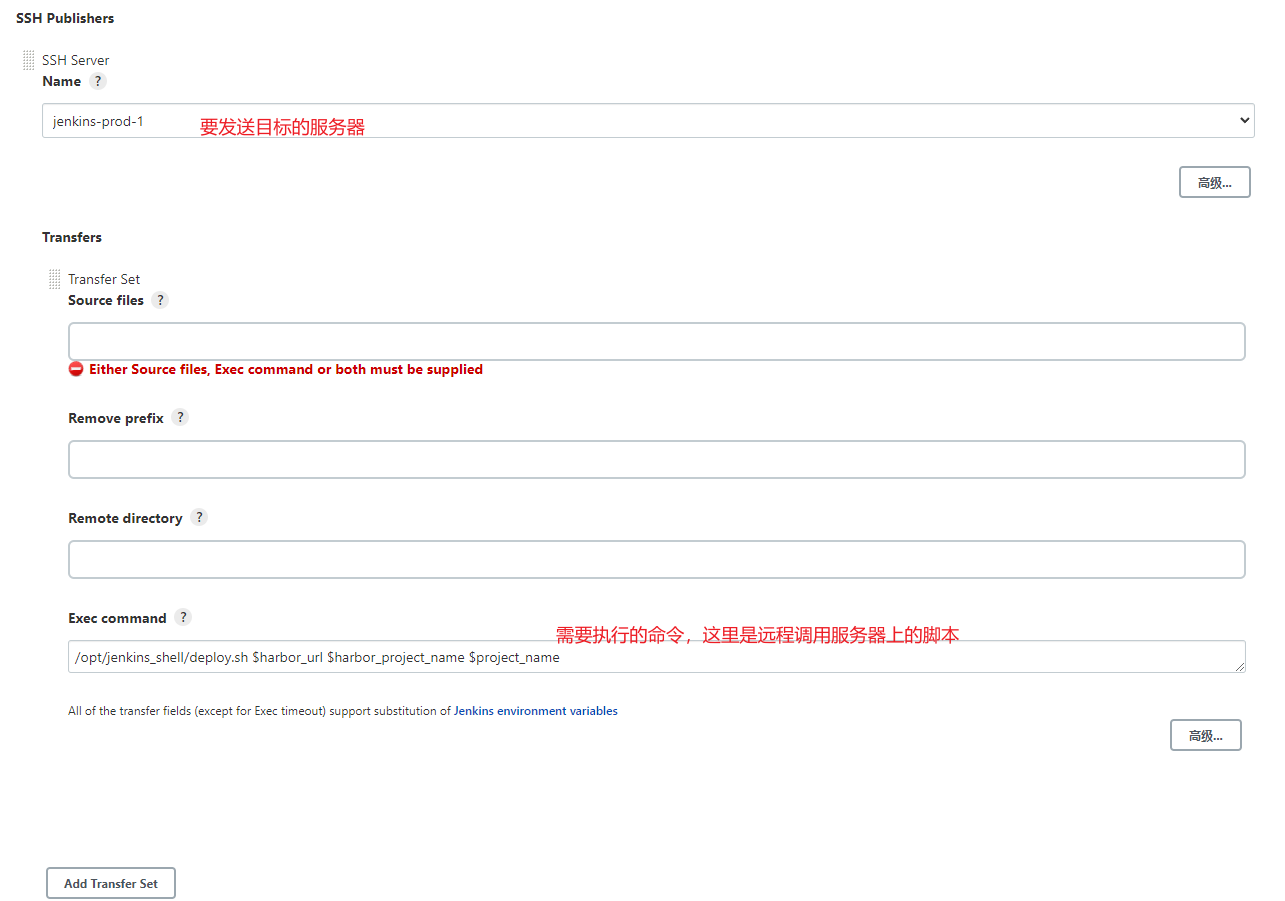 SSH Publishers
SSH Server
Name ?
jenkins-prod-1 要发送目标的服务器
高级...
Transfers
Transfer Set
Source files ?
Either Source files, Exec command or both must be supplied
Remove prefix ?
Remote directory ?
Exec command ?
需要执行的命令，这里是远程调用服务器上的脚本
/opt/jenkins_shell/deploy.sh $harbor_url $harbor_project_name $project_name
All of the transfer fields (except for Exec timeout) support substitution of Jenkins environment variables
高级...
Add Transfer Set